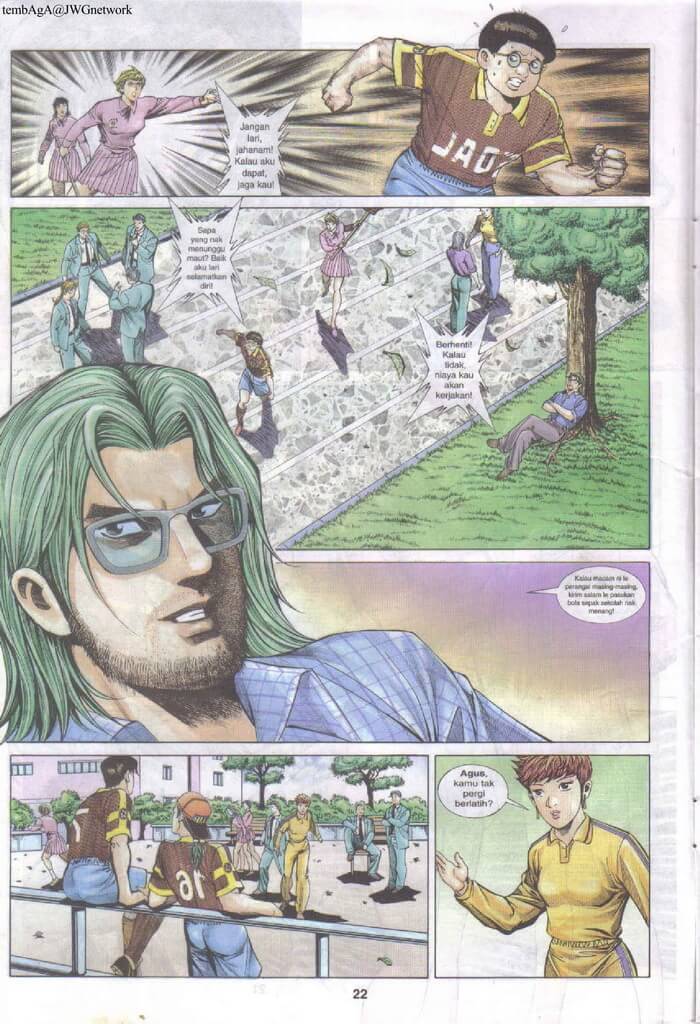 tembAgA@JWGnetwork
Jangan
lari,
jahanam!
Kalau aku
dapat,
jaga kau!
JAG
Sapa
yang nak
menunggu
maut? Baik
aku lari
selamatkan
diri!
Berhenti!
Kalau
tidak,
niaya kau
akan
kerjakan!
Kalau macam ni le
perangai masing-masing,
kirim salam le pasukan
bola sepak sekolah nak
menang!
16
Agus,
kamu tak
pergi
berlatih?
22